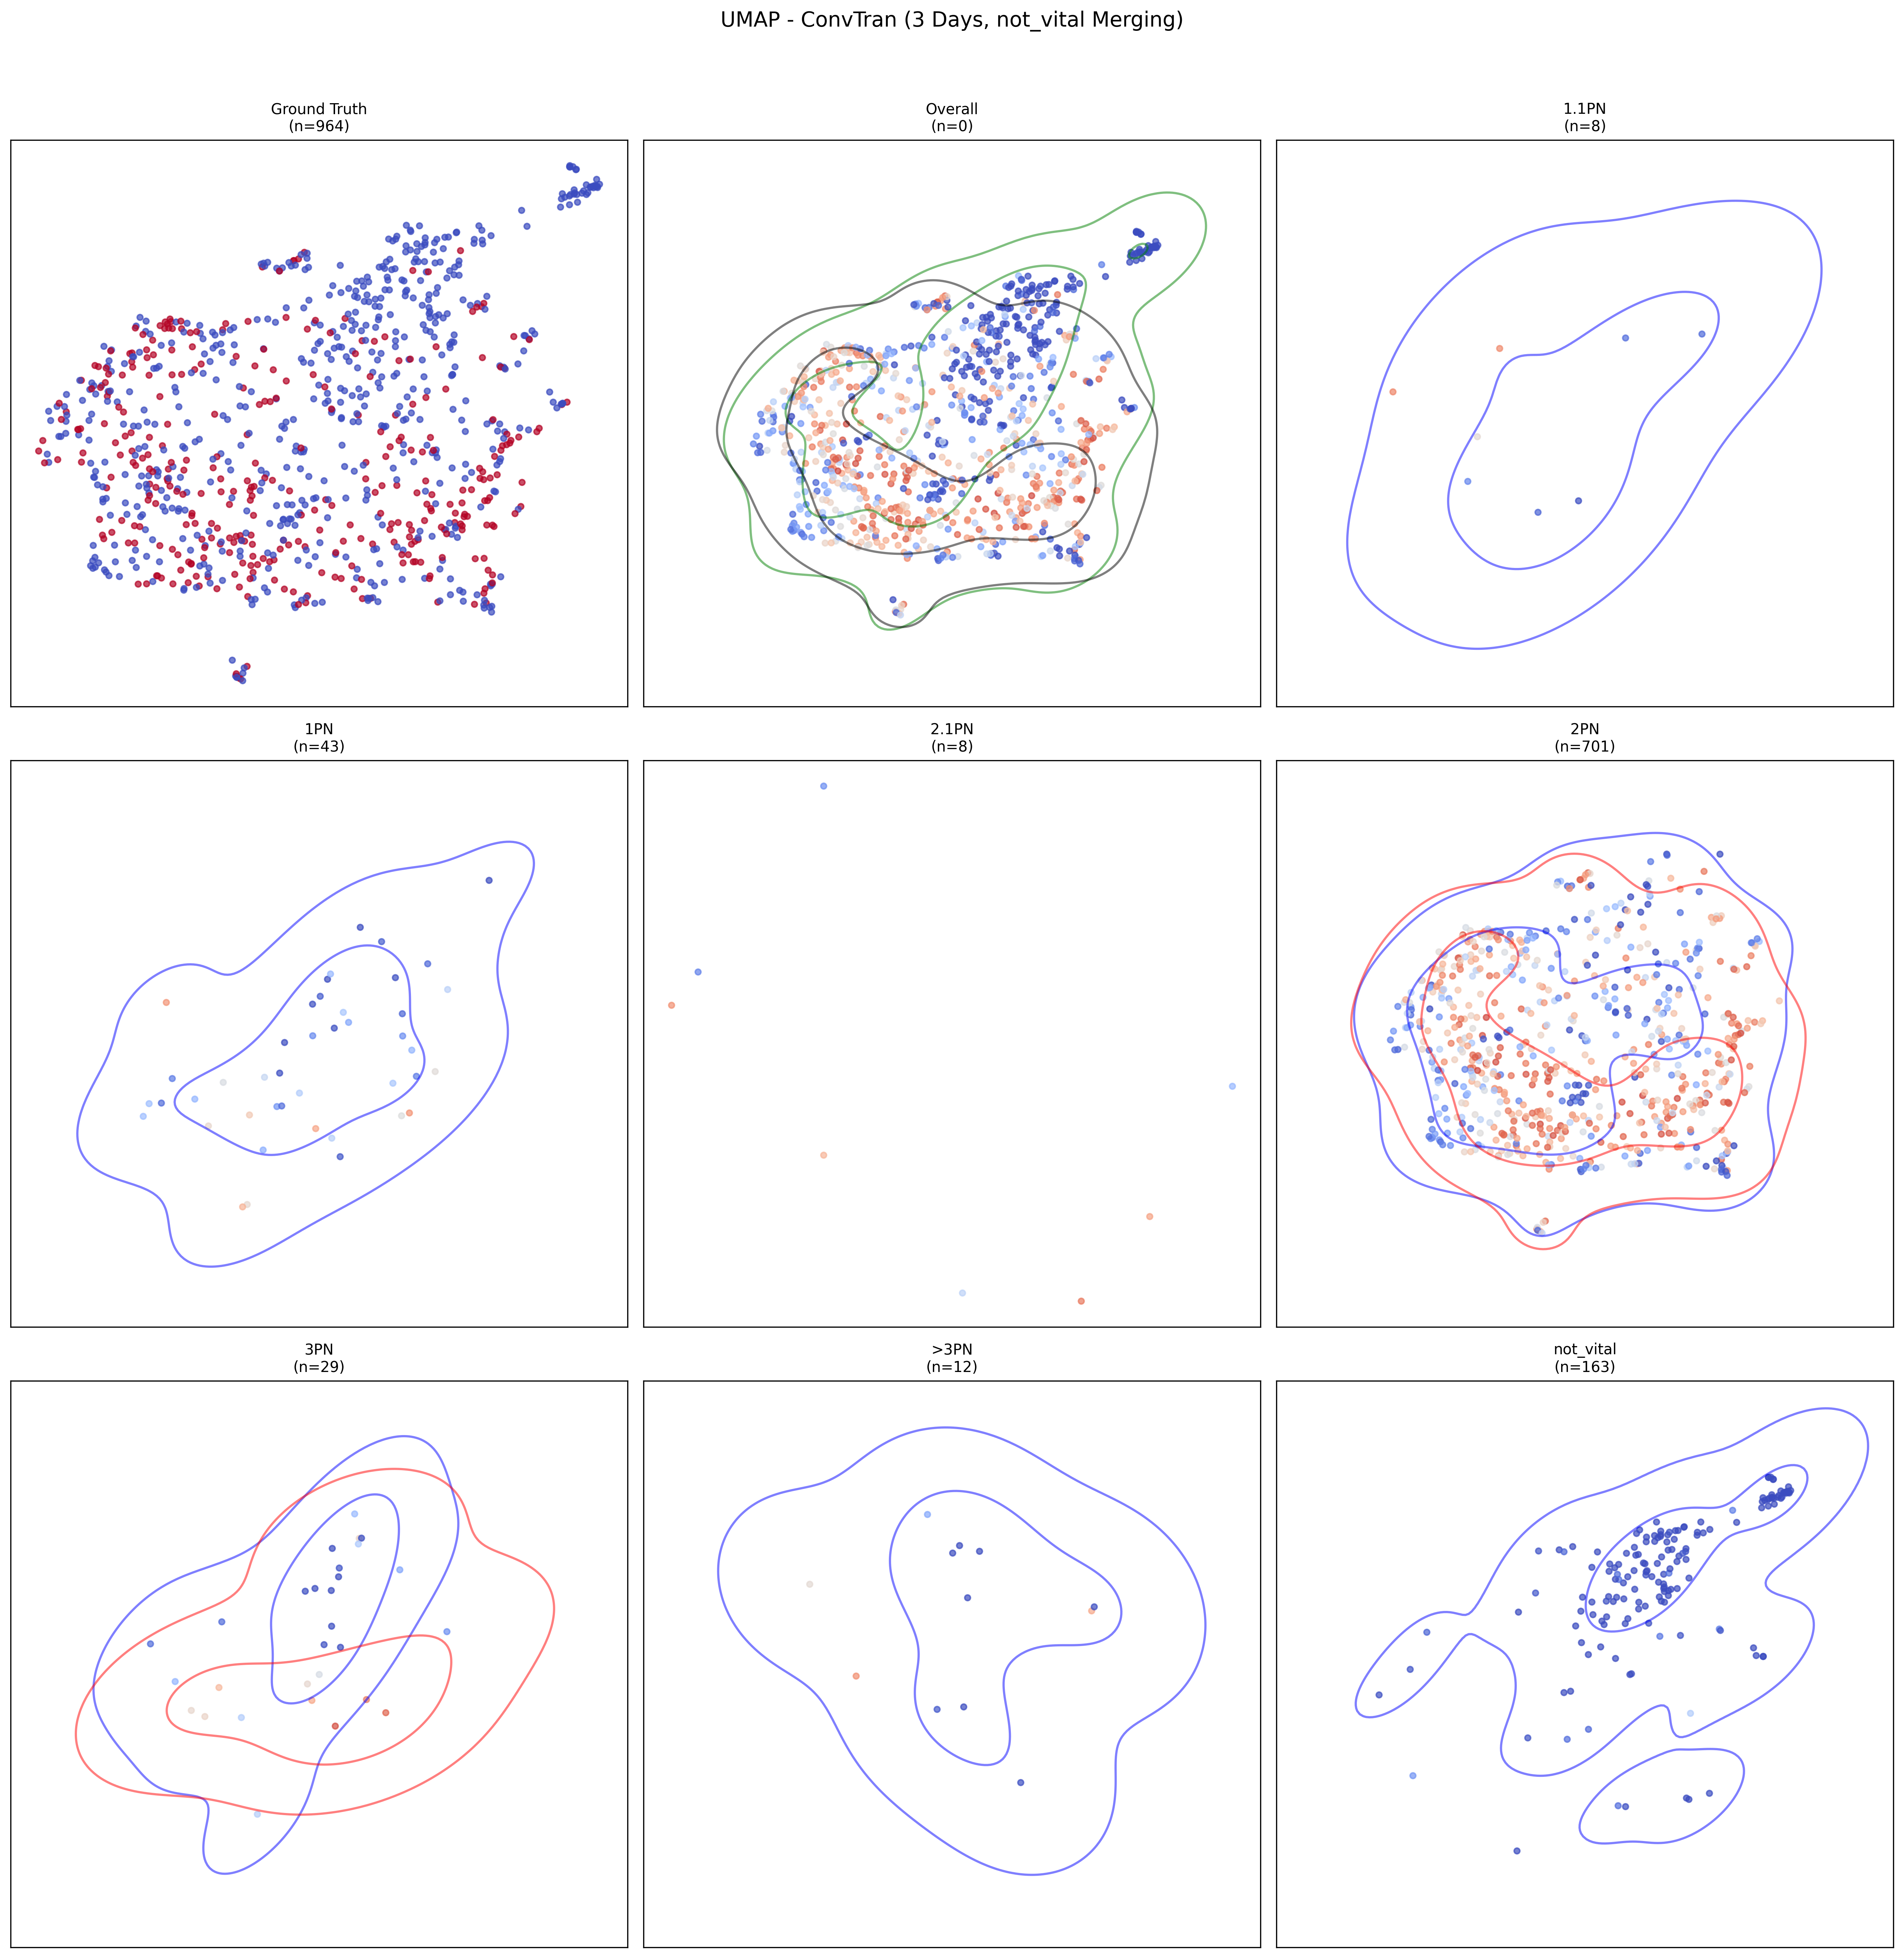 UMAP - ConvTran (3 Days, not_vital Merging)
Ground Truth
(n=964)
Overall
(n=0)
1.1PN
(n=8)
1PN
(n=43)
2.1PN
(n=8)
2PN
(n=701)
3PN
(n=29)
>3PN
(n=12)
not_vital
(n=163)